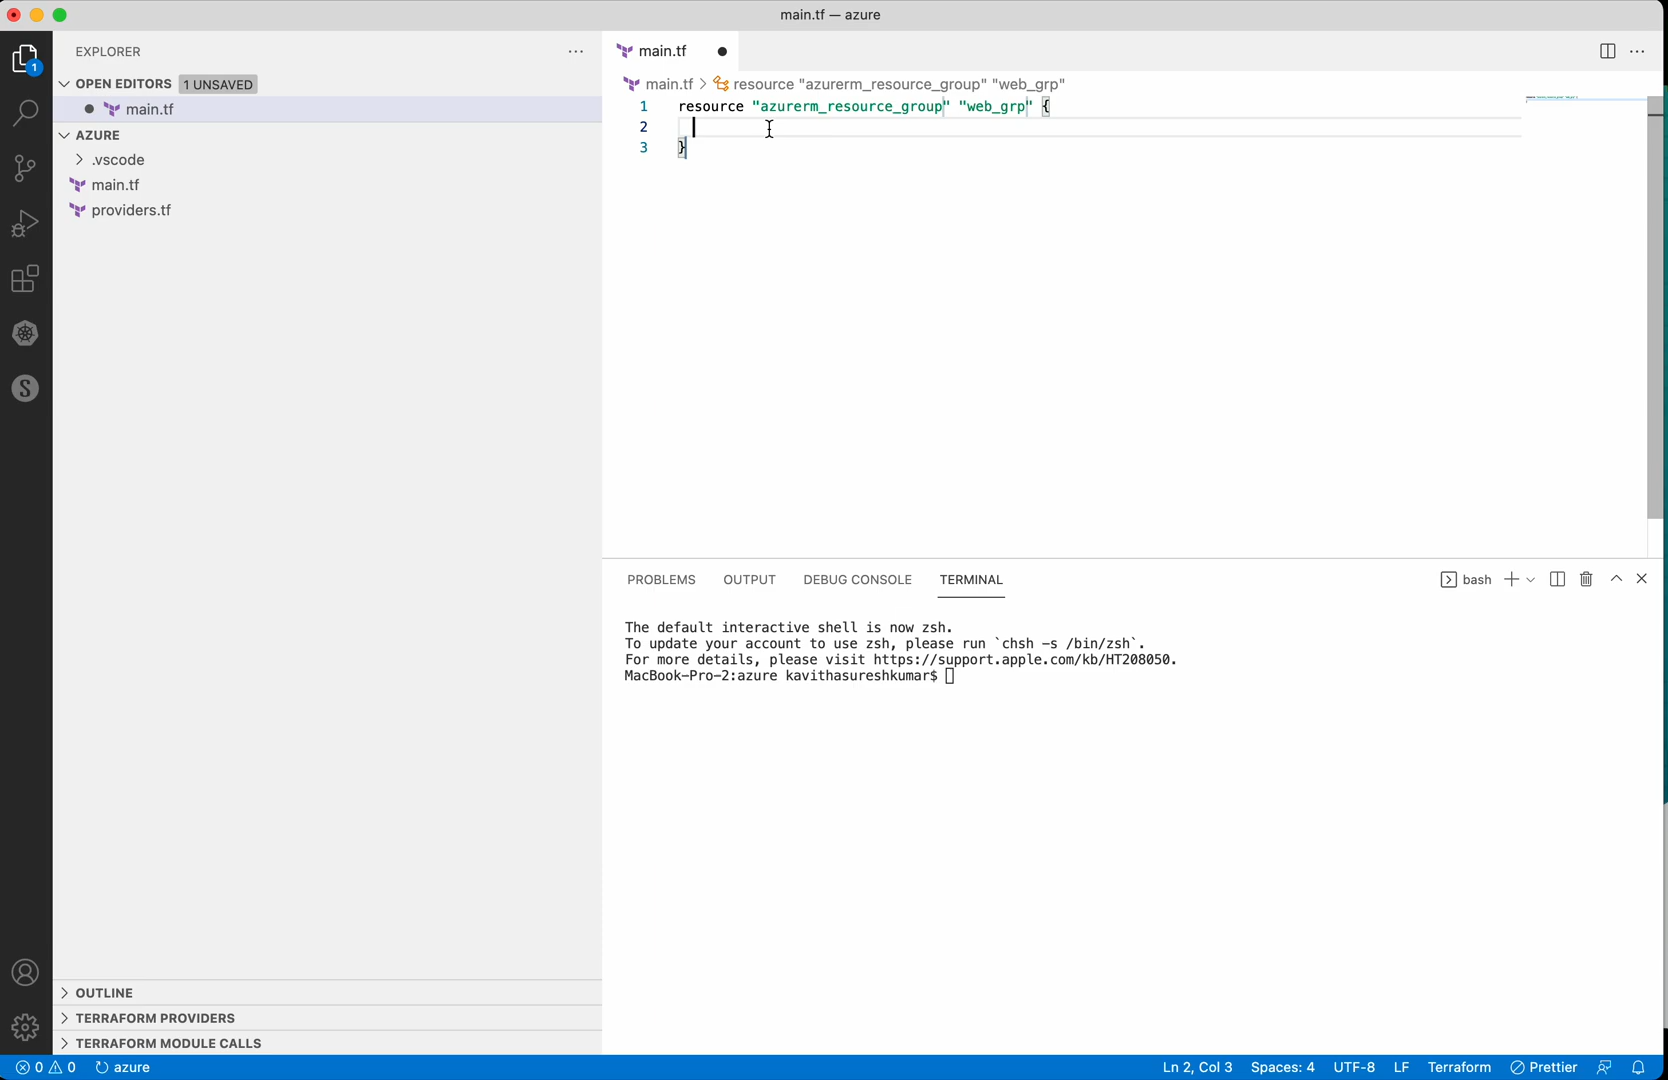 main.tf — azure
1
EXPLORER
OPEN EDITORS 1 UNSAVED
main.tf
AZURE
.vscode
main.tf
providers.tf
S
OUTLINE
TERRAFORM PROVIDERS
TERRAFORM MODULE CALLS
main.tf
main.tf > resource "azurerm_resource_group" "web_grp"
1 resource "azurerm_resource_group" "web_grp" {
2
3 }
PROBLEMS OUTPUT DEBUG CONSOLE TERMINAL
bash
The default interactive shell is now zsh.
To update your account to use zsh, please run `chsh -s /bin/zsh`.
For more details, please visit https://support.apple.com/kb/HT208050.
MacBook-Pro-2:azure kavithasureshkumar$
0 0 azure
Ln 2, Col 3 Spaces: 4 UTF-8 LF Terraform Prettier